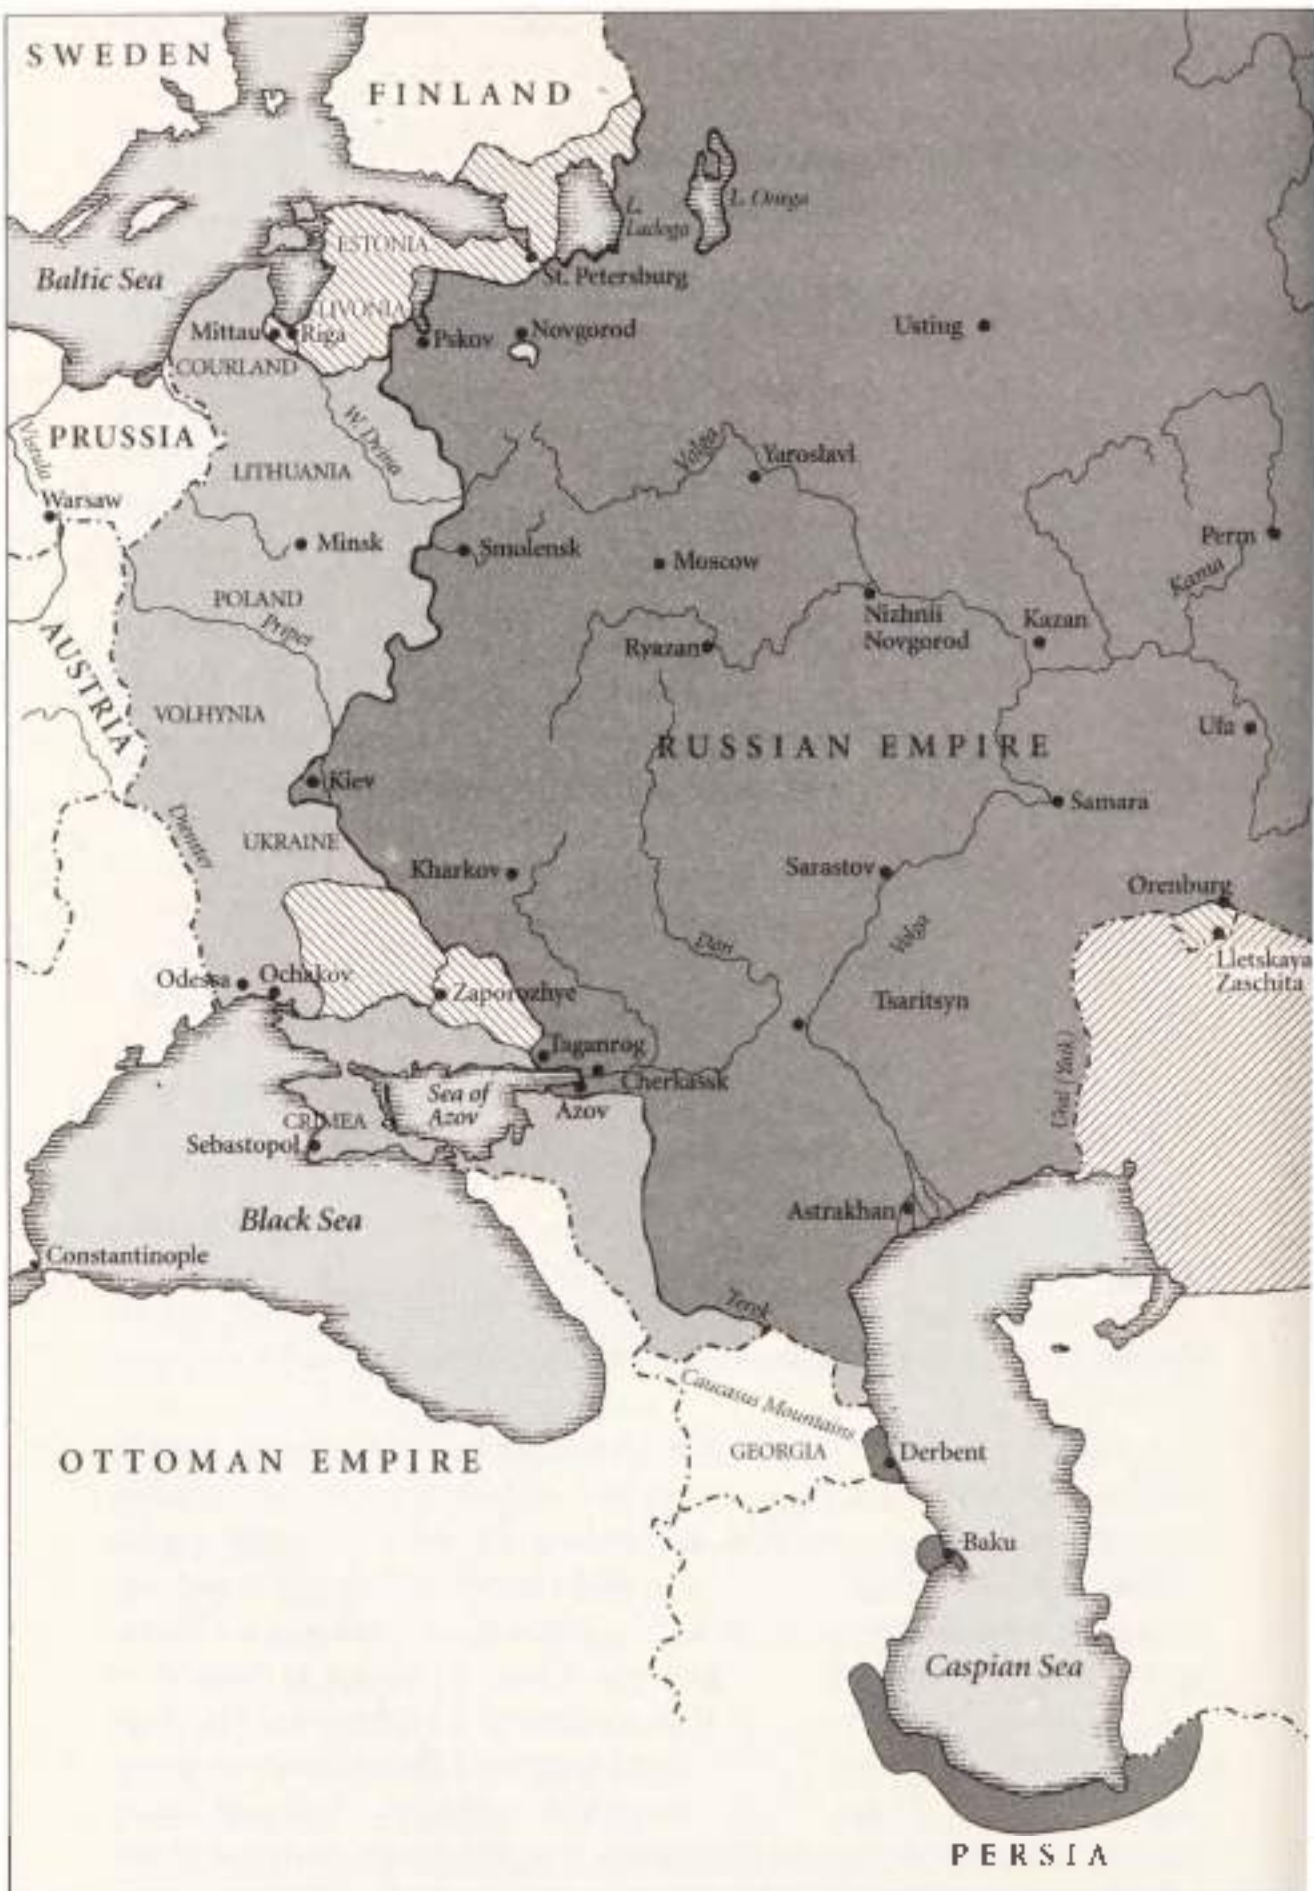 SWEDEN
FINLAND
L. Onega
L.
Ladoga
ESTONIA
Baltic Sea
St. Petersburg
LIVONIA
Mittau
Riga
Pskov
Novgorod
Usting
COURLAND
W. Dvina
PRUSSIA
Vistula
Volga
Yaroslavl
LITHUANIA
Warsaw
Minsk
Smolensk
Moscow
Perm
Kama
POLAND
Pripet
Nizhnii
Novgorod
Kazan
Ryazan
AUSTRIA
VOLHYNIA
RUSSIAN EMPIRE
Ufa
Kiev
Samara
Dienster
UKRAINE
Kharkov
Sarastov
Orenburg
Don
Volga
Lletskaya
Zaschita
Odessa
Ochakov
Zaporozhye
Tsaritsyn
Ural (Yaik)
Taganrog
Cherkassk
Sea of
Azov
Azov
CRIMEA
Sebastopol
Black Sea
Astrakhan
Constantinople
Terek
Caucasus Mountains
OTTOMAN EMPIRE
GEORGIA
Derbent
Baku
Caspian Sea
PERSIA